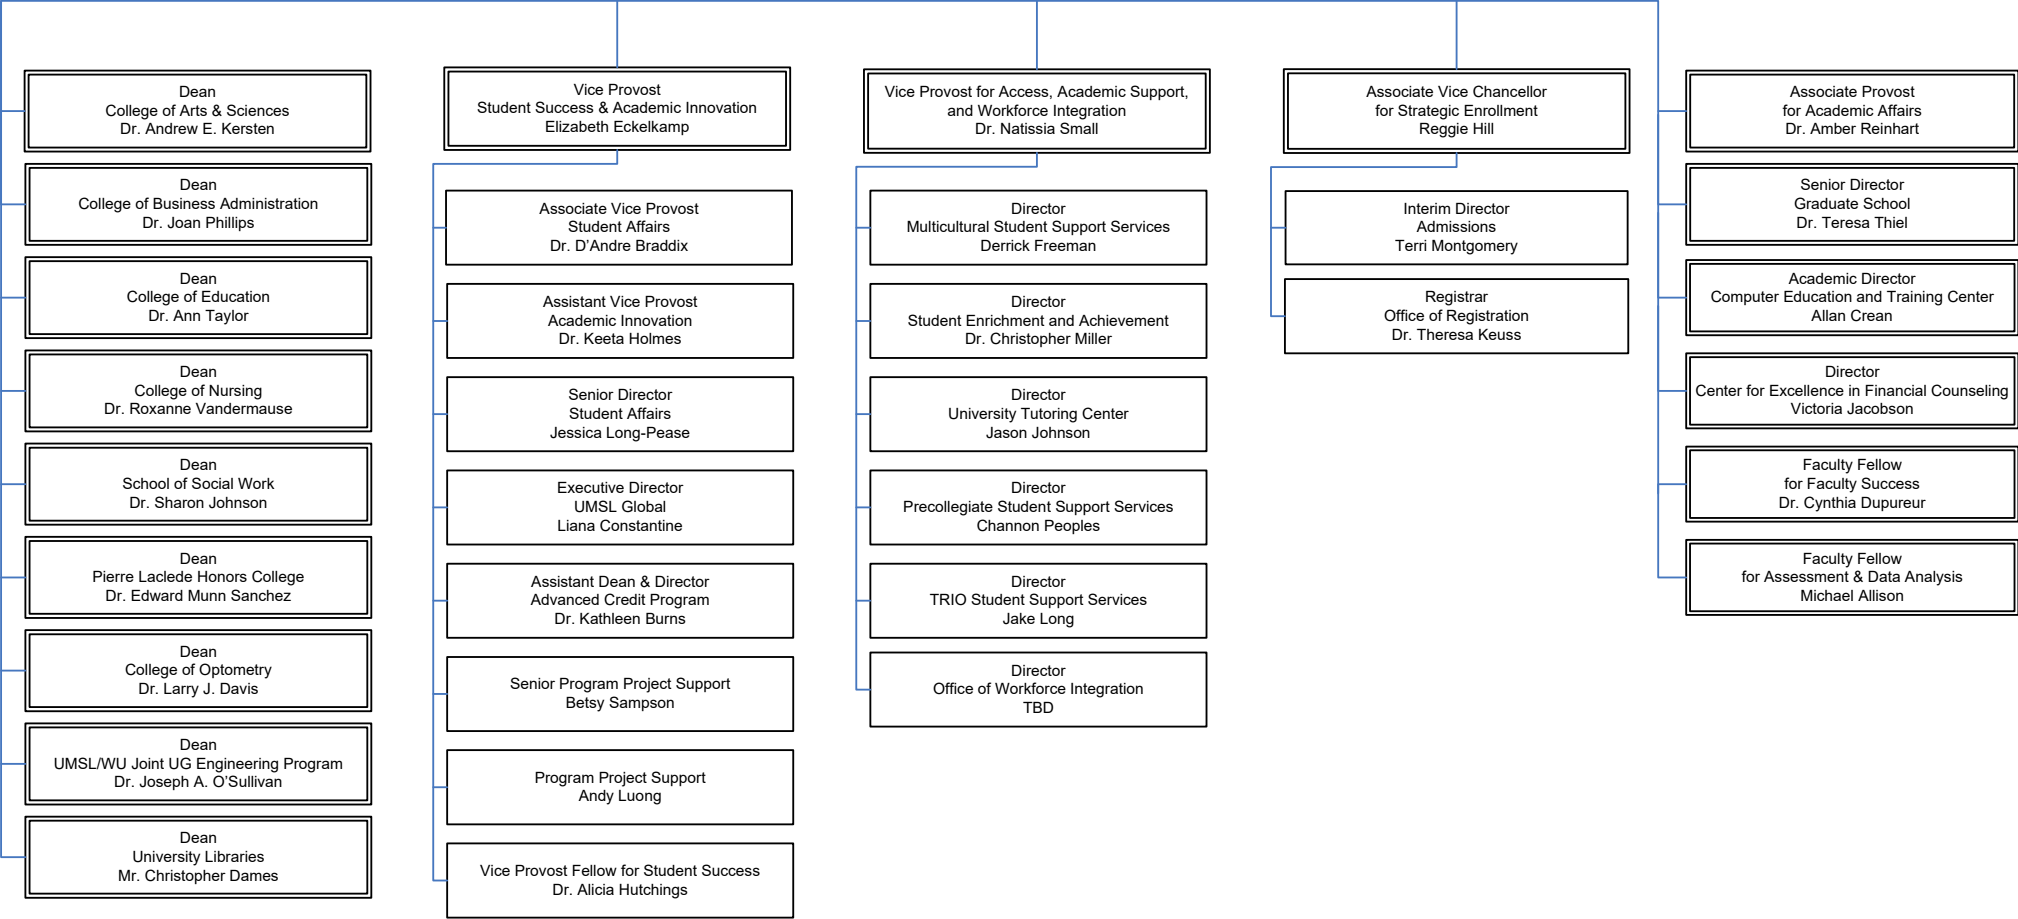 Dean
College of Arts & Sciences
Dr. Andrew E. Kersten
Dean
College of Business Administration
Dr. Joan Phillips
Dean
College of Education
Dr. Ann Taylor
Dean
College of Nursing
Dr. Roxanne Vandermause
Dean
School of Social Work
Dr. Sharon Johnson
Dean
Pierre Laclede Honors College
Dr. Edward Munn Sanchez
Dean
College of Optometry
Dr. Larry J. Davis
Dean
UMSL/WU Joint UG Engineering Program
Dr. Joseph A. O’Sullivan
Dean
University Libraries
Mr. Christopher Dames
Vice Provost
Student Success & Academic Innovation
Elizabeth Eckelkamp
Associate Vice Provost
Student Affairs
Dr. D’Andre Braddix
Assistant Vice Provost
Academic Innovation
Dr. Keeta Holmes
Senior Director
Student Affairs
Jessica Long-Pease
Executive Director
UMSL Global
Liana Constantine
Assistant Dean & Director
Advanced Credit Program
Dr. Kathleen Burns
Senior Program Project Support
Betsy Sampson
Program Project Support
Andy Luong
Vice Provost Fellow for Student Success
Dr. Alicia Hutchings
Vice Provost for Access, Academic Support,
and Workforce Integration
Dr. Natissia Small
Director
Multicultural Student Support Services
Derrick Freeman
Director
Student Enrichment and Achievement
Dr. Christopher Miller
Director
University Tutoring Center
Jason Johnson
Director
Precollegiate Student Support Services
Channon Peoples
Director
TRIO Student Support Services
Jake Long
Director
Office of Workforce Integration
TBD
Associate Vice Chancellor
for Strategic Enrollment
Reggie Hill
Interim Director
Admissions
Terri Montgomery
Registrar
Office of Registration
Dr. Theresa Keuss
Associate Provost
for Academic Affairs
Dr. Amber Reinhart
Senior Director
Graduate School
Dr. Teresa Thiel
Academic Director
Computer Education and Training Center
Allan Crean
Director
Center for Excellence in Financial Counseling
Victoria Jacobson
Faculty Fellow
for Faculty Success
Dr. Cynthia Dupureur
Faculty Fellow
for Assessment & Data Analysis
Michael Allison